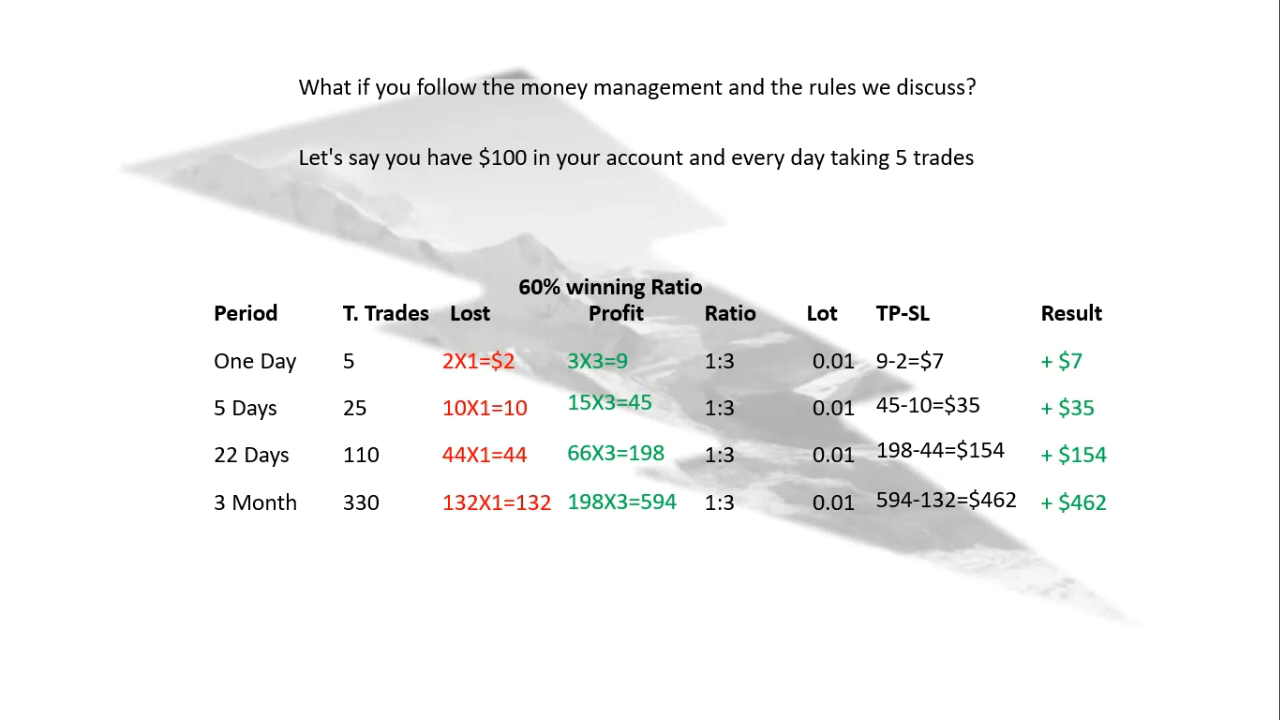 What if you follow the money management and the rules we discuss?
Let's say you have $100 in your account and every day taking 5 trades
60% winning Ratio
Period T. Trades Lost Profit Ratio Lot TP-SL Result
One Day 5 2X1=$2 3X3=9 1:3 0.01 9-2=$7 + $7
5 Days 25 10X1=10 15X3=45 1:3 0.01 45-10=$35 + $35
22 Days 110 44X1=44 66X3=198 1:3 0.01 198-44=$154 + $154
3 Month 330 132X1=132 198X3=594 1:3 0.01 594-132=$462 + $462